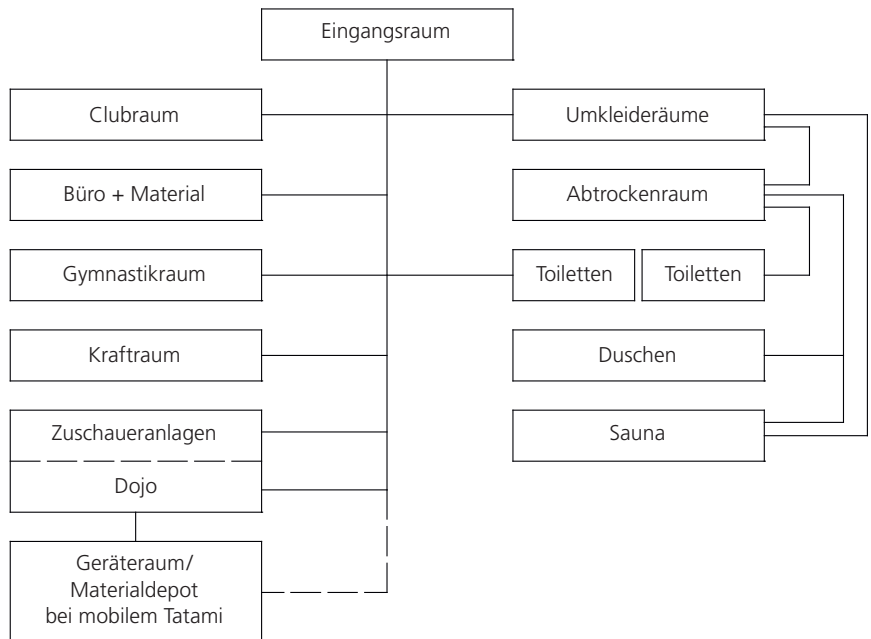 Eingangsraum
Clubraum
Umkleideräume
Büro + Material
Abtrockenraum
Gymnastikraum
Toiletten
Toiletten
Kraftraum
Duschen
Zuschaueranlagen
Sauna
Dojo
Geräteraum/
Materialdepot
bei mobilem Tatami